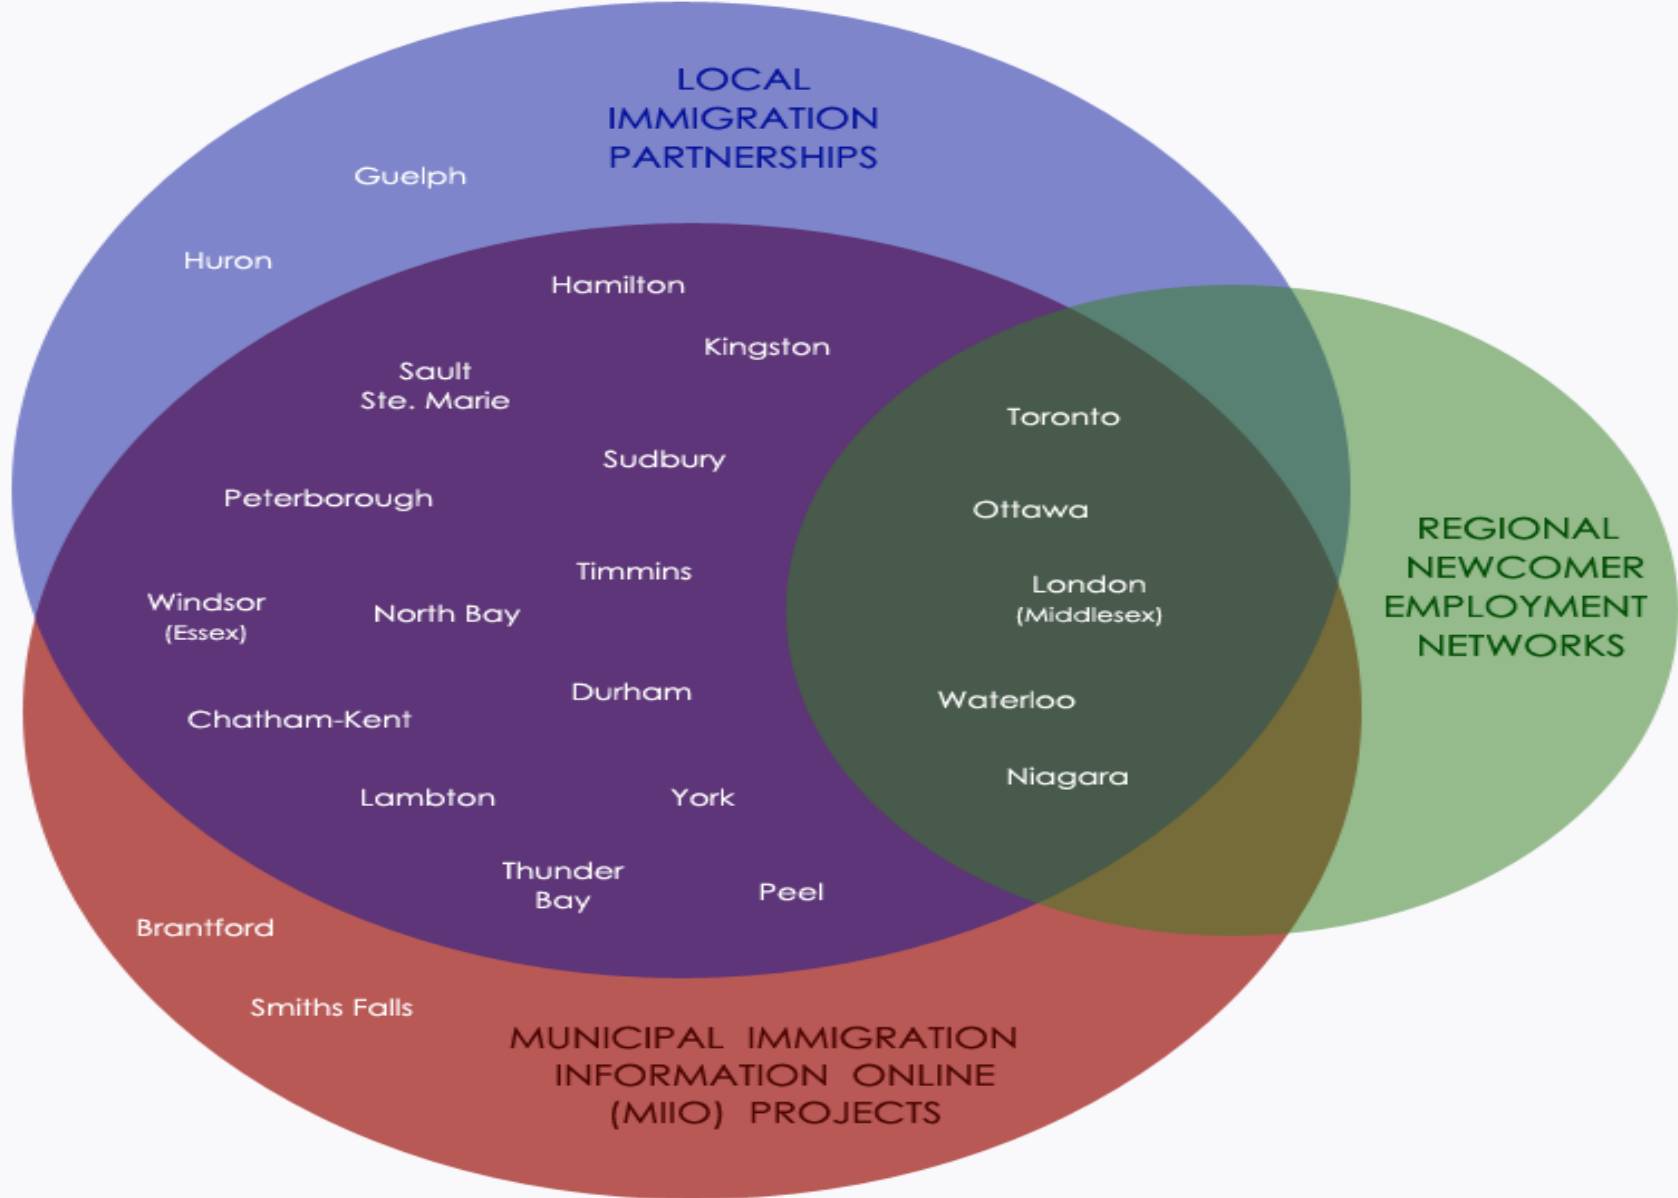 LOCAL
IMMIGRATION
PARTNERSHIPS
Guelph
Huron
Hamilton
Kingston
Sault
Ste. Marie
Toronto
Sudbury
Peterborough
Ottawa
REGIONAL
NEWCOMER
EMPLOYMENT
NETWORKS
Timmins
London
(Middlesex)
Windsor
(Essex)
North Bay
Durham
Waterloo
Chatham-Kent
Niagara
Lambton
York
Thunder
Bay
Peel
Brantford
Smiths Falls
MUNICIPAL IMMIGRATION
INFORMATION ONLINE
(MIIO) PROJECTS